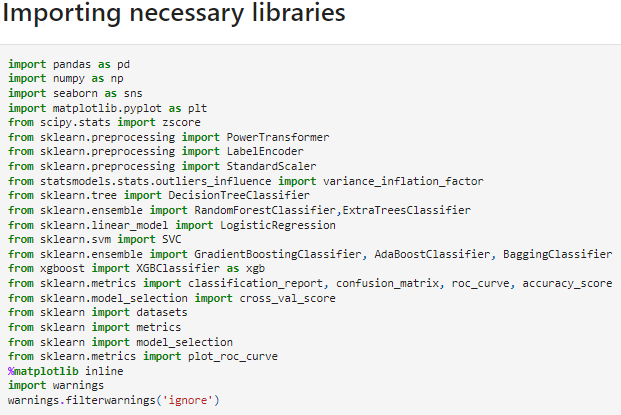 Importing necessary libraries
import pandas as pd
import numpy as np
import seaborn as sns
import matplotlib.pyplot as plt
from scipy.stats import zscore
from sklearn.preprocessing import PowerTransformer
from sklearn.preprocessing import LabelEncoder
from sklearn.preprocessing import StandardScaler
from statsmodels.stats.outliers_influence import variance_inflation_factor
from sklearn.tree import DecisionTreeClassifier
from sklearn.ensemble import RandomForestClassifier,ExtraTreesClassifier
from sklearn.linear_model import LogisticRegression
from sklearn.svm import SVC
from sklearn.ensemble import GradientBoostingClassifier, AdaBoostClassifier, BaggingClassifier
from xgboost import XGBClassifier as xgb
from sklearn.metrics import classification_report, confusion_matrix, roc_curve, accuracy_score
from sklearn.model_selection import cross_val_score
from sklearn import datasets
from sklearn import metrics
from sklearn import model_selection
from sklearn.metrics import plot_roc_curve
%matplotlib inline
import warnings
warnings.filterwarnings('ignore')